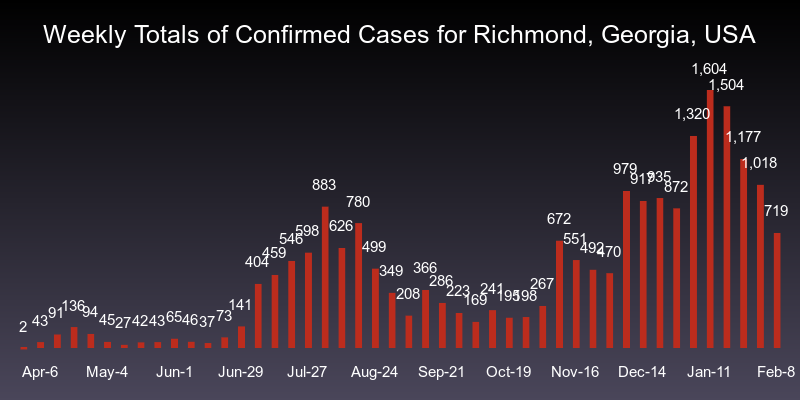 Weekly Totals of Confirmed Cases for Richmond, Georgia, USA
2 43 91 136 94 45 27 42 43 65 46 37 73 141 404 459 546 598 883 626 780 499 349 208 366 286 223 169 241 195 198 267 672 551 492 470 979 917 935 872 1,320 1,604 1,504 1,177 1,018 719
Apr-6 May-4 Jun-1 Jun-29 Jul-27 Aug-24 Sep-21 Oct-19 Nov-16 Dec-14 Jan-11 Feb-8